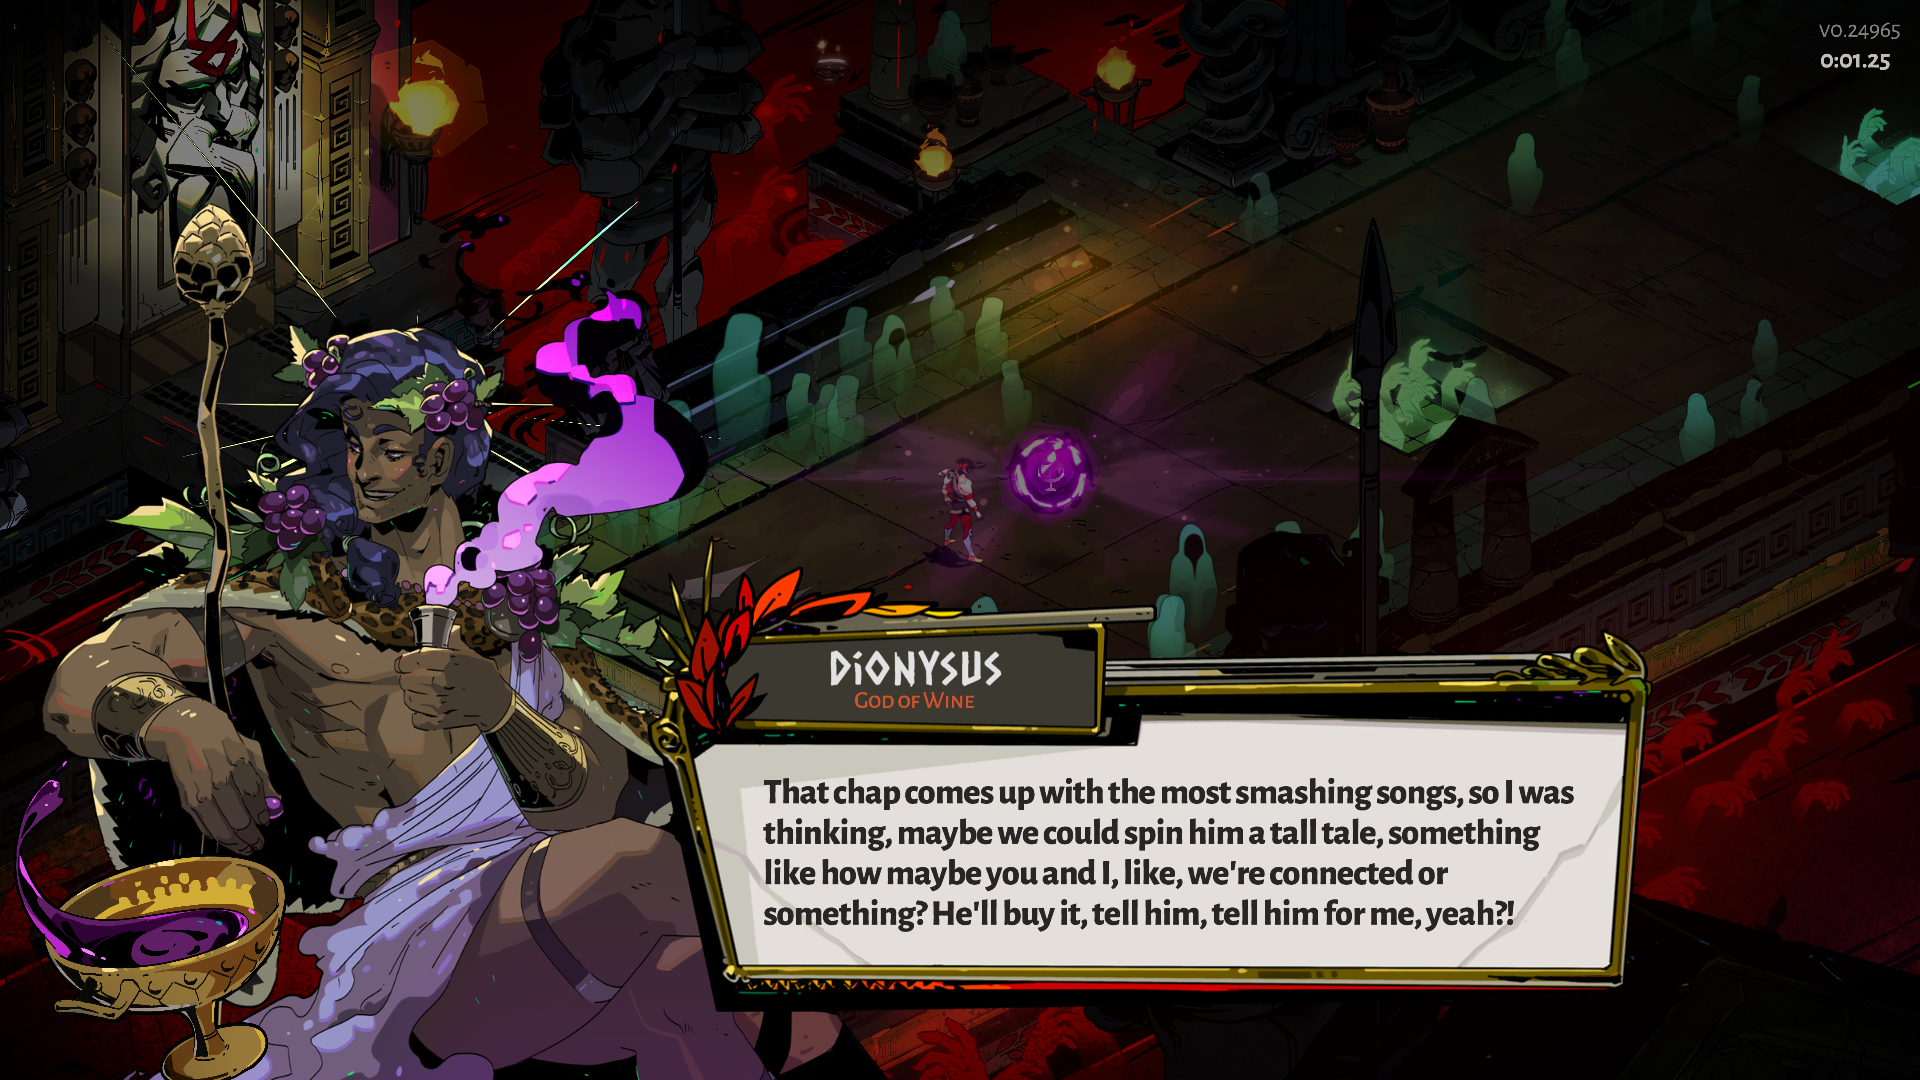 V0.24965
0:01.25
DiONYSUS
GOD OF WINE
That chap comes up with the most smashing songs, so I was
thinking, maybe we could spin him a tall tale, something
like how maybe you and I, like, we're connected or
something? He'll buy it, tell him, tell him for me, yeah?!